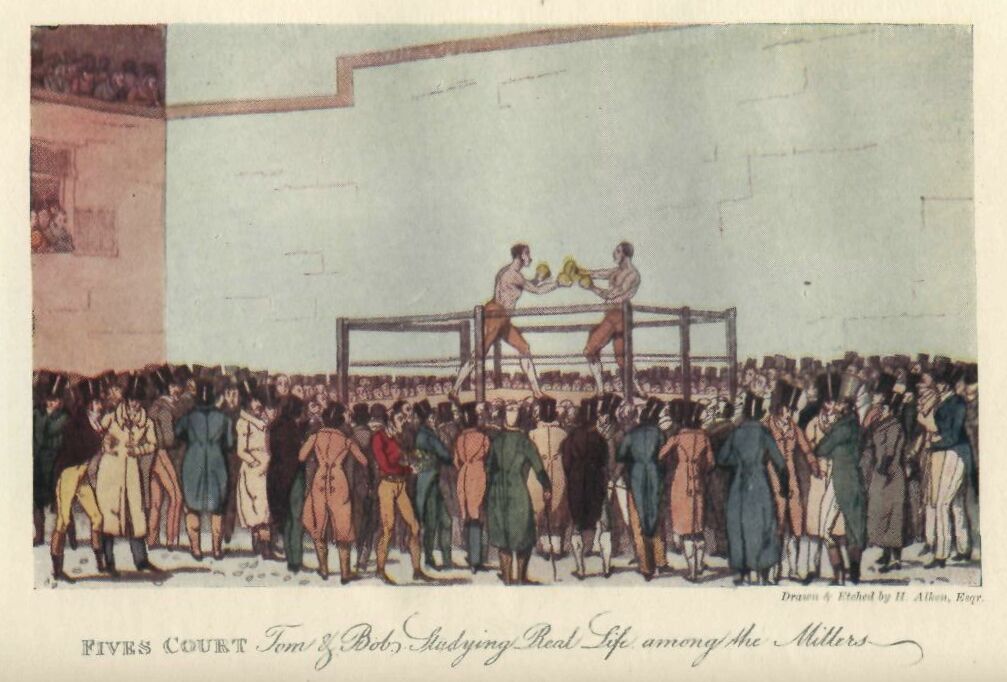 Drawn & Etched by H. Alken, Esqr.
FIVES COURT Tom & Bob, Studying Real Life among the Millers